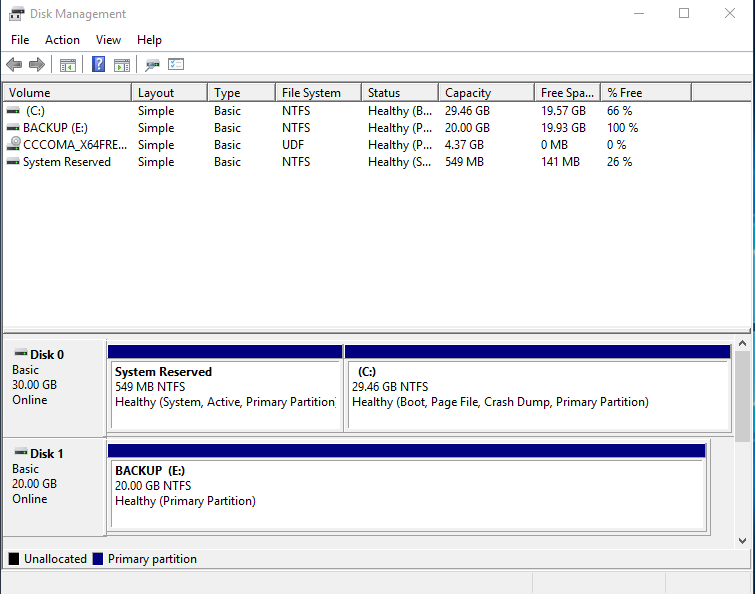 Disk Management
File Action View Help
Volume Layout Type File System Status Capacity Free Spa... % Free
(C:) Simple Basic NTFS Healthy (B... 29.46 GB 19.57 GB 66 %
BACKUP (E:) Simple Basic NTFS Healthy (P... 20.00 GB 19.93 GB 100 %
CCCOMA_X64FRE... Simple Basic UDF Healthy (P... 4.37 GB 0 MB 0 %
System Reserved Simple Basic NTFS Healthy (S... 549 MB 141 MB 26 %
Disk 0
Basic
30.00 GB
Online
System Reserved
549 MB NTFS
Healthy (System, Active, Primary Partition)
(C:)
29.46 GB NTFS
Healthy (Boot, Page File, Crash Dump, Primary Partition)
Disk 1
Basic
20.00 GB
Online
BACKUP (E:)
20.00 GB NTFS
Healthy (Primary Partition)
Unallocated Primary partition